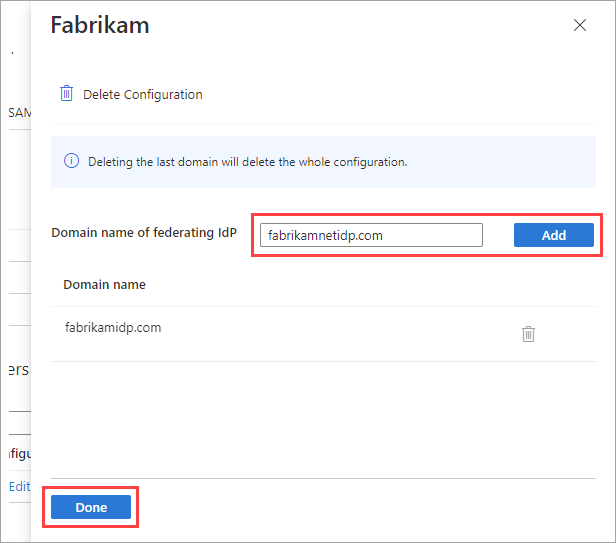 Fabrikam
Delete Configuration
SAM
Deleting the last domain will delete the whole configuration.
Domain name of federating IdP
fabrikamnetidp.com
Add
Domain name
fabrikamidp.com
ers
nfigu
Edit
Done